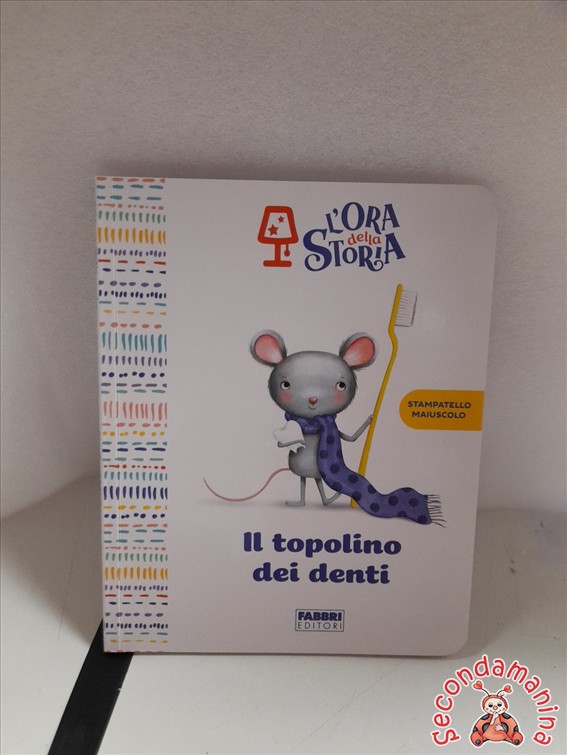 L'ORA
della
STORIA
STAMPATELLO
MAIUSCOLO
Il topolino
dei denti
FABBRI
EDITORI
Secondamanina